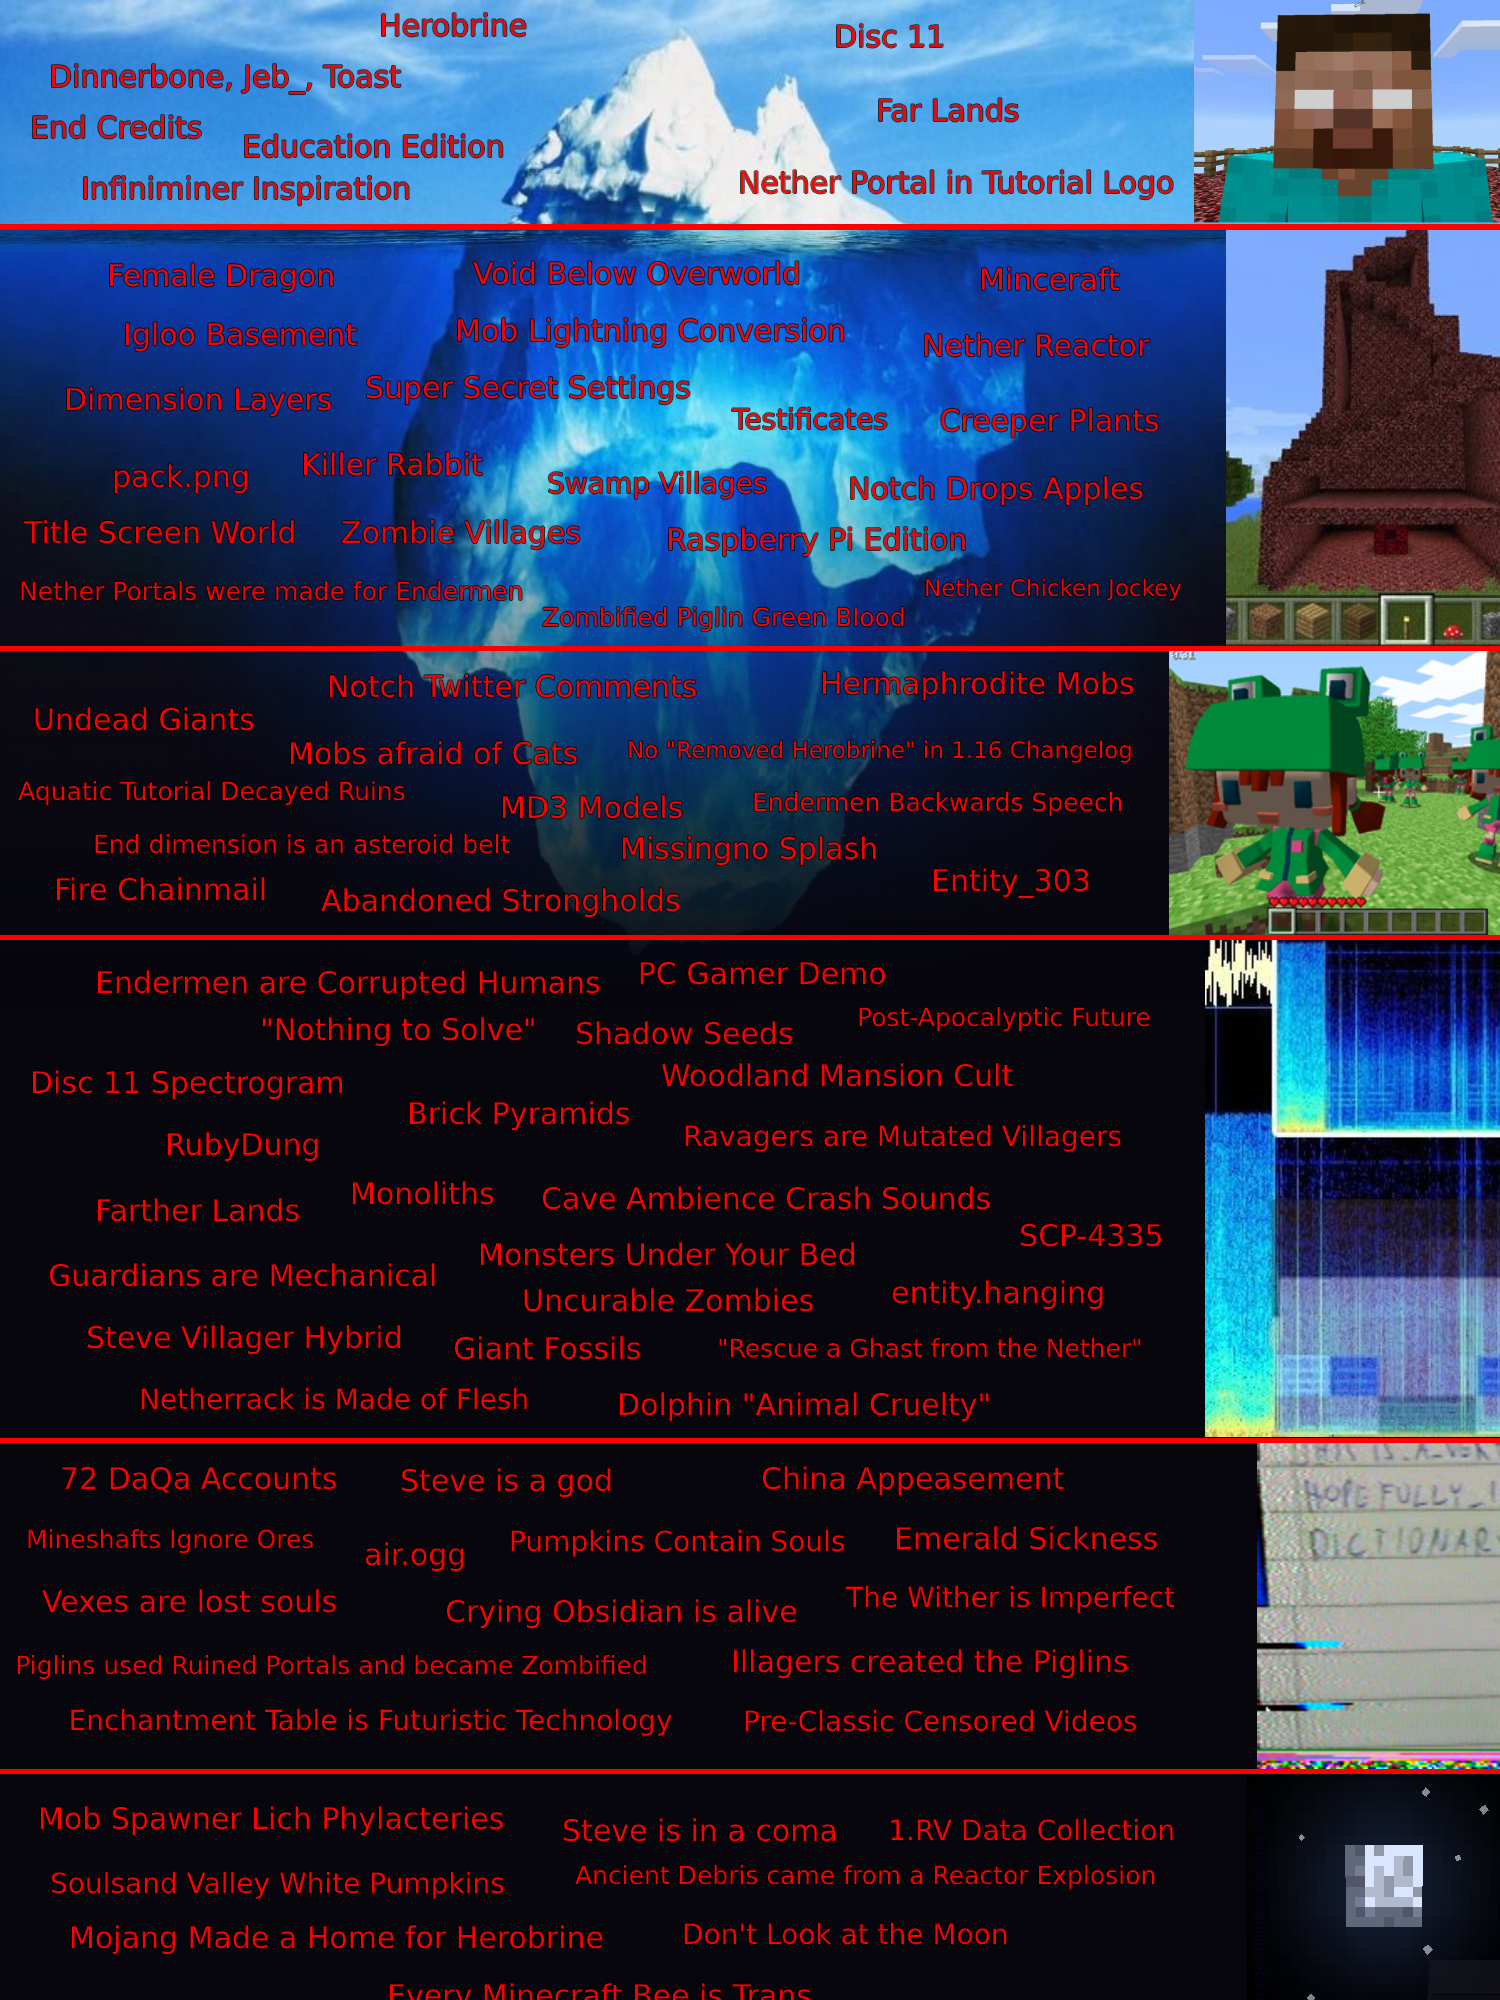 Herobrine
Disc 11
Dinnerbone, Jeb_, Toast
Far Lands
End Credits
Education Edition
Infiniminer Inspiration
Nether Portal in Tutorial Logo
Female Dragon
Void Below Overworld
Minceraft
Igloo Basement
Mob Lightning Conversion
Nether Reactor
Dimension Layers
Super Secret Settings
Testificates
Creeper Plants
pack.png
Killer Rabbit
Swamp Villages
Notch Drops Apples
Title Screen World
Zombie Villages
Raspberry Pi Edition
Nether Portals were made for Endermen
Nether Chicken Jockey
Zombified Piglin Green Blood
Notch Twitter Comments
Hermaphrodite Mobs
Undead Giants
Mobs afraid of Cats
No "Removed Herobrine" in 1.16 Changelog
Aquatic Tutorial Decayed Ruins
MD3 Models
Endermen Backwards Speech
End dimension is an asteroid belt
Missingno Splash
Fire Chainmail
Abandoned Strongholds
Entity_303
Endermen are Corrupted Humans
PC Gamer Demo
"Nothing to Solve"
Shadow Seeds
Post-Apocalyptic Future
Disc 11 Spectrogram
Woodland Mansion Cult
Brick Pyramids
RubyDung
Ravagers are Mutated Villagers
Monoliths
Farther Lands
Cave Ambience Crash Sounds
SCP-4335
Monsters Under Your Bed
Guardians are Mechanical
Uncurable Zombies
entity.hanging
Steve Villager Hybrid
Giant Fossils
"Rescue a Ghast from the Nether"
Netherrack is Made of Flesh
Dolphin "Animal Cruelty"
72 DaQa Accounts
Steve is a god
China Appeasement
HOPEFULLY_
DICTIONARY
Mineshafts Ignore Ores
air.ogg
Pumpkins Contain Souls
Emerald Sickness
Vexes are lost souls
Crying Obsidian is alive
The Wither is Imperfect
Piglins used Ruined Portals and became Zombified
Illagers created the Piglins
Enchantment Table is Futuristic Technology
Pre-Classic Censored Videos
Mob Spawner Lich Phylacteries
Steve is in a coma
1.RV Data Collection
Soulsand Valley White Pumpkins
Ancient Debris came from a Reactor Explosion
Mojang Made a Home for Herobrine
Don't Look at the Moon
Every Minecraft Bee is Trans